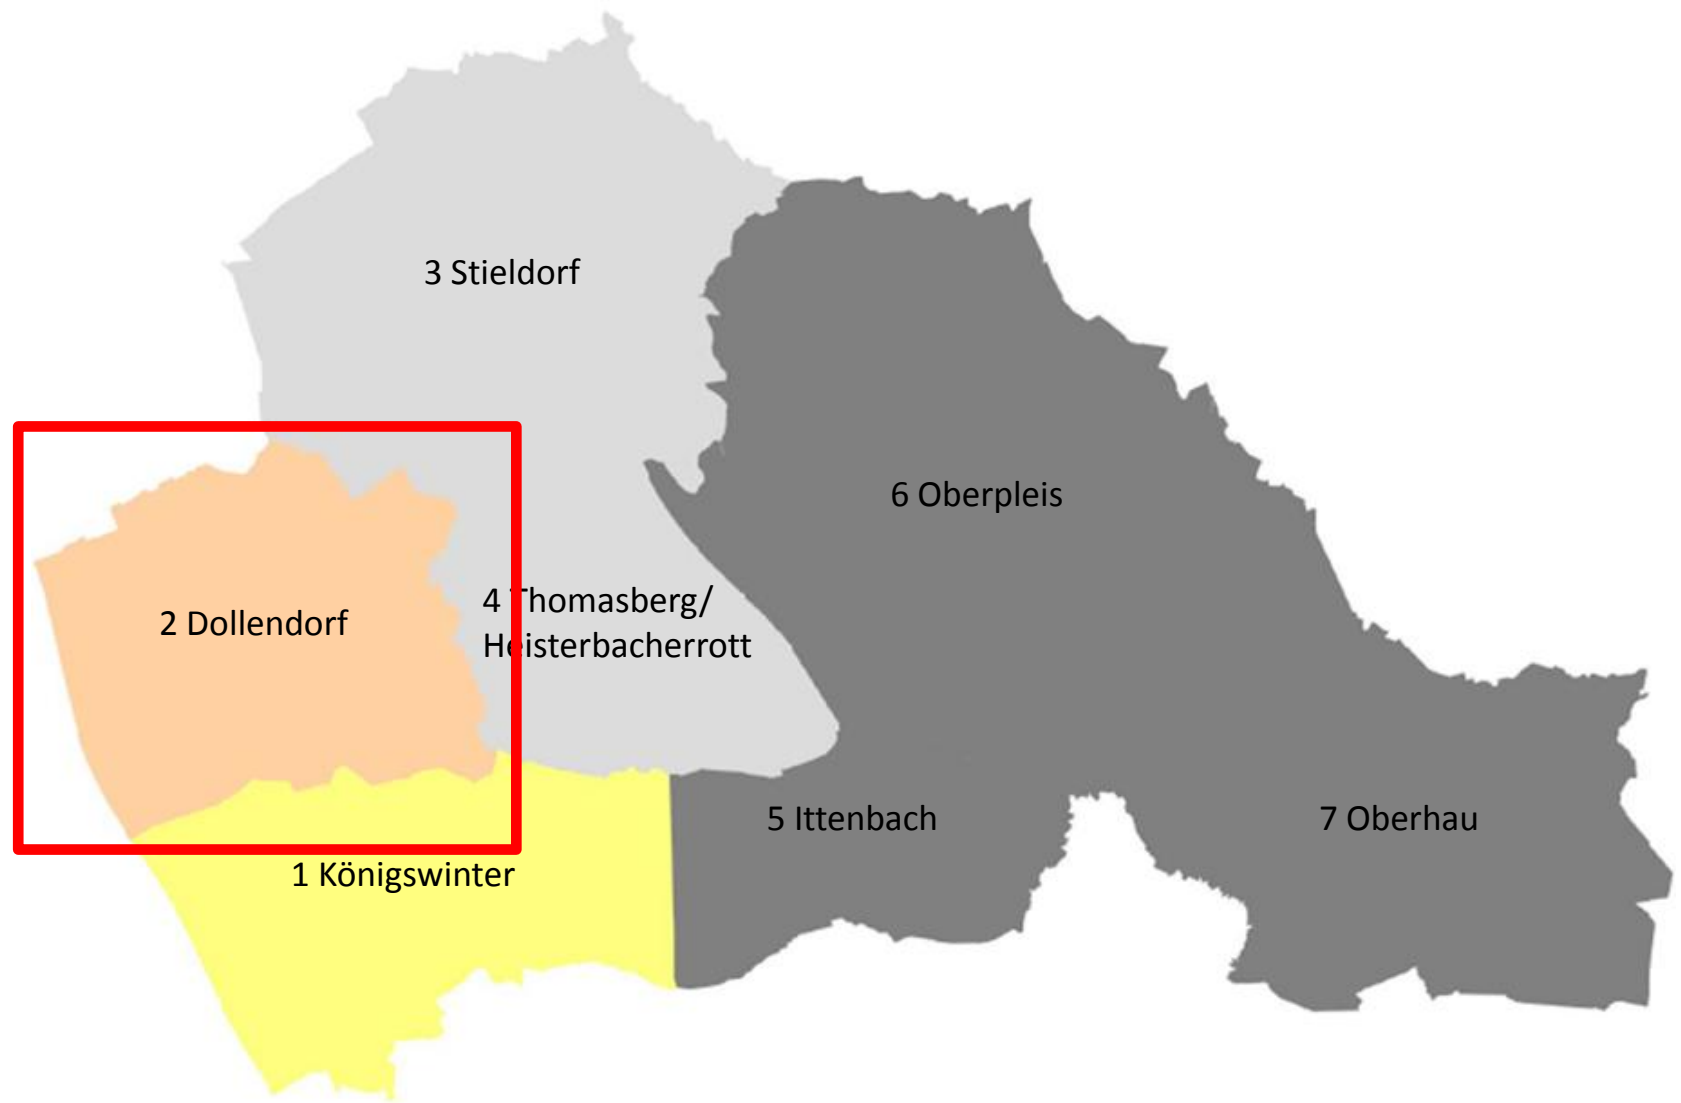 3 Stieldorf
6 Oberpleis
2 Dollendorf
4 Thomasberg/
Heisterbacherrott
5 Ittenbach
7 Oberhau
1 Königswinter